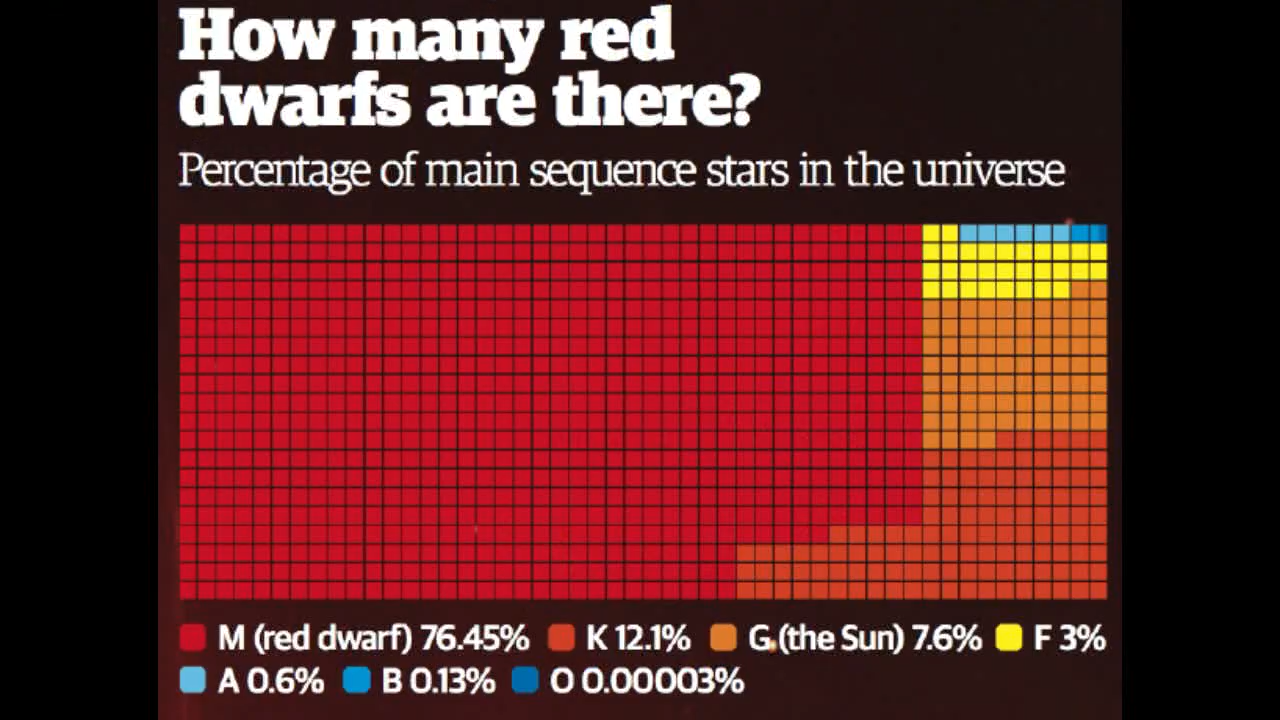 How many red
dwarfs are there?
Percentage of main sequence stars in the universe
M (red dwarf) 76.45% K 12.1% G (the Sun) 7.6% F 3%
A 0.6% B 0.13% O 0.00003%